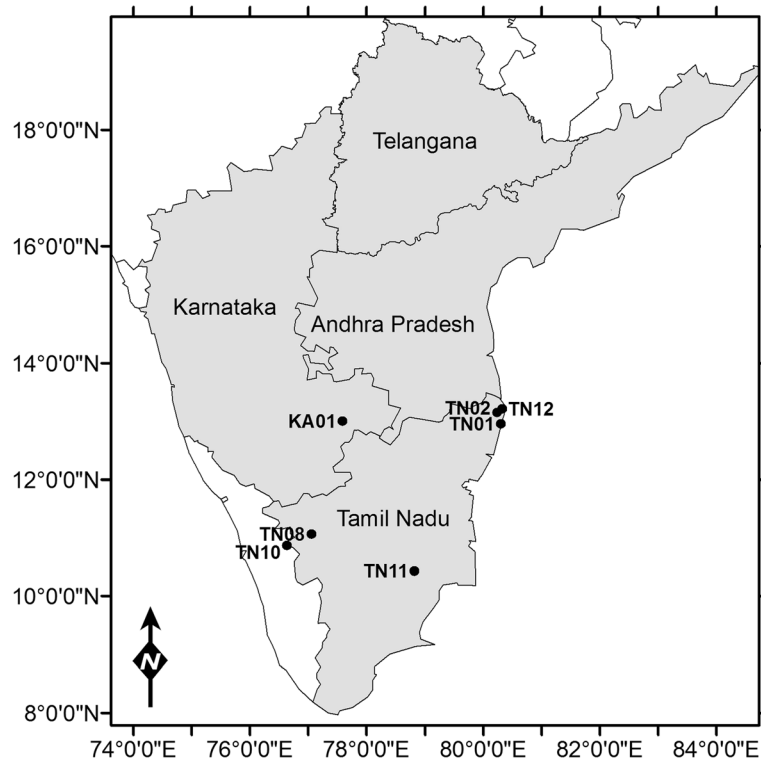 18°0'0"N
Telangana
16°0'0"N
Karnataka
Andhra Pradesh
14°0'0"N
TN02 TN12
KA01
TN01
12°0'0"N
Tamil Nadu
TN08
TN10
TN11
10°0'0"N
N
8°0'0"N
74°0'0"E 76°0'0"E 78°0'0"E 80°0'0"E 82°0'0"E 84°0'0"E